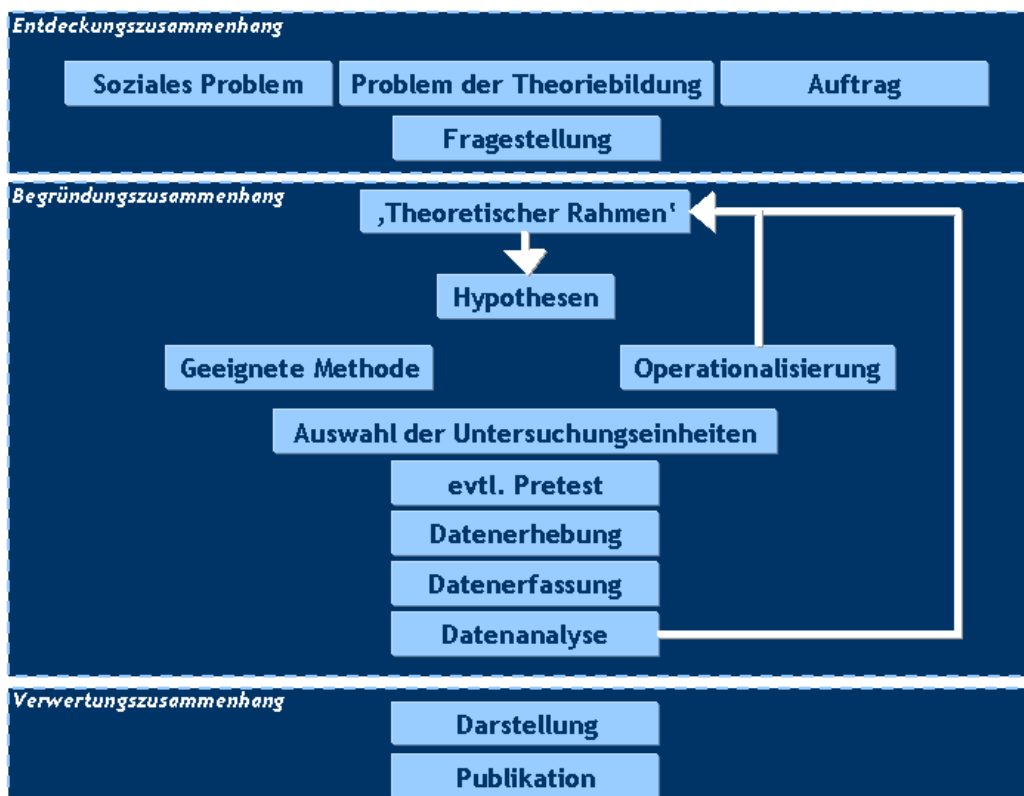 Entdeckungszusammenhang
Soziales Problem
Problem der Theoriebildung
Auftrag
Fragestellung
Begründungszusammenhang
‚Theoretischer Rahmen‘
Hypothesen
Geeignete Methode
Operationalisierung
Auswahl der Untersuchungseinheiten
evtl. Pretest
Datenerhebung
Datenerfassung
Datenanalyse
Verwertungszusammenhang
Darstellung
Publikation